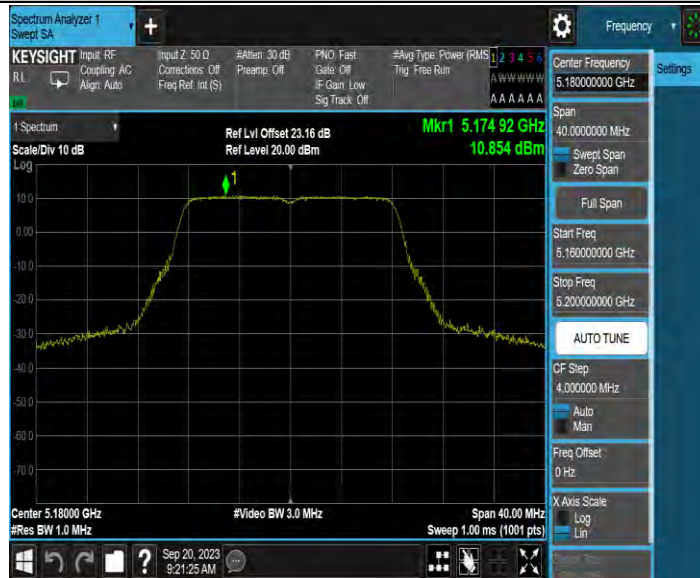 Spectrum Analyzer 1
Swept SA
Frequency
KEYSIGHT
RL
Input: RF
Coupling: AC
Align: Auto
Input Z: 50 Ω
Corrections: Off
Freq Ref: Int (S)
#Atten: 30 dB
Preamp: Off
PNO: Fast
Gate: Off
IF Gain: Low
Sig Track: Off
#Avg Type: Power (RMS
Trig: Free Run
1 2 3 4 5 6
A W W W W W
A A A A A A
1 Spectrum
Scale/Div 10 dB
Ref Lvl Offset 23.16 dB
Ref Level 20.00 dBm
Mkr1 5.174 92 GHz
10.854 dBm
Log
1
10.0
0.00
-10.0
-20.0
-30.0
-40.0
-50.0
-60.0
-70.0
Center 5.18000 GHz
#Res BW 1.0 MHz
#Video BW 3.0 MHz
Span 40.00 MHz
Sweep 1.00 ms (1001 pts)
Sep 20, 2023
9:21:25 AM
Center Frequency
5.180000000 GHz
Settings
Span
40.0000000 MHz
Swept Span
Zero Span
Full Span
Start Freq
5.160000000 GHz
Stop Freq
5.200000000 GHz
AUTO TUNE
CF Step
4.000000 MHz
Auto
Man
Freq Offset
0 Hz
X Axis Scale
Log
Lin